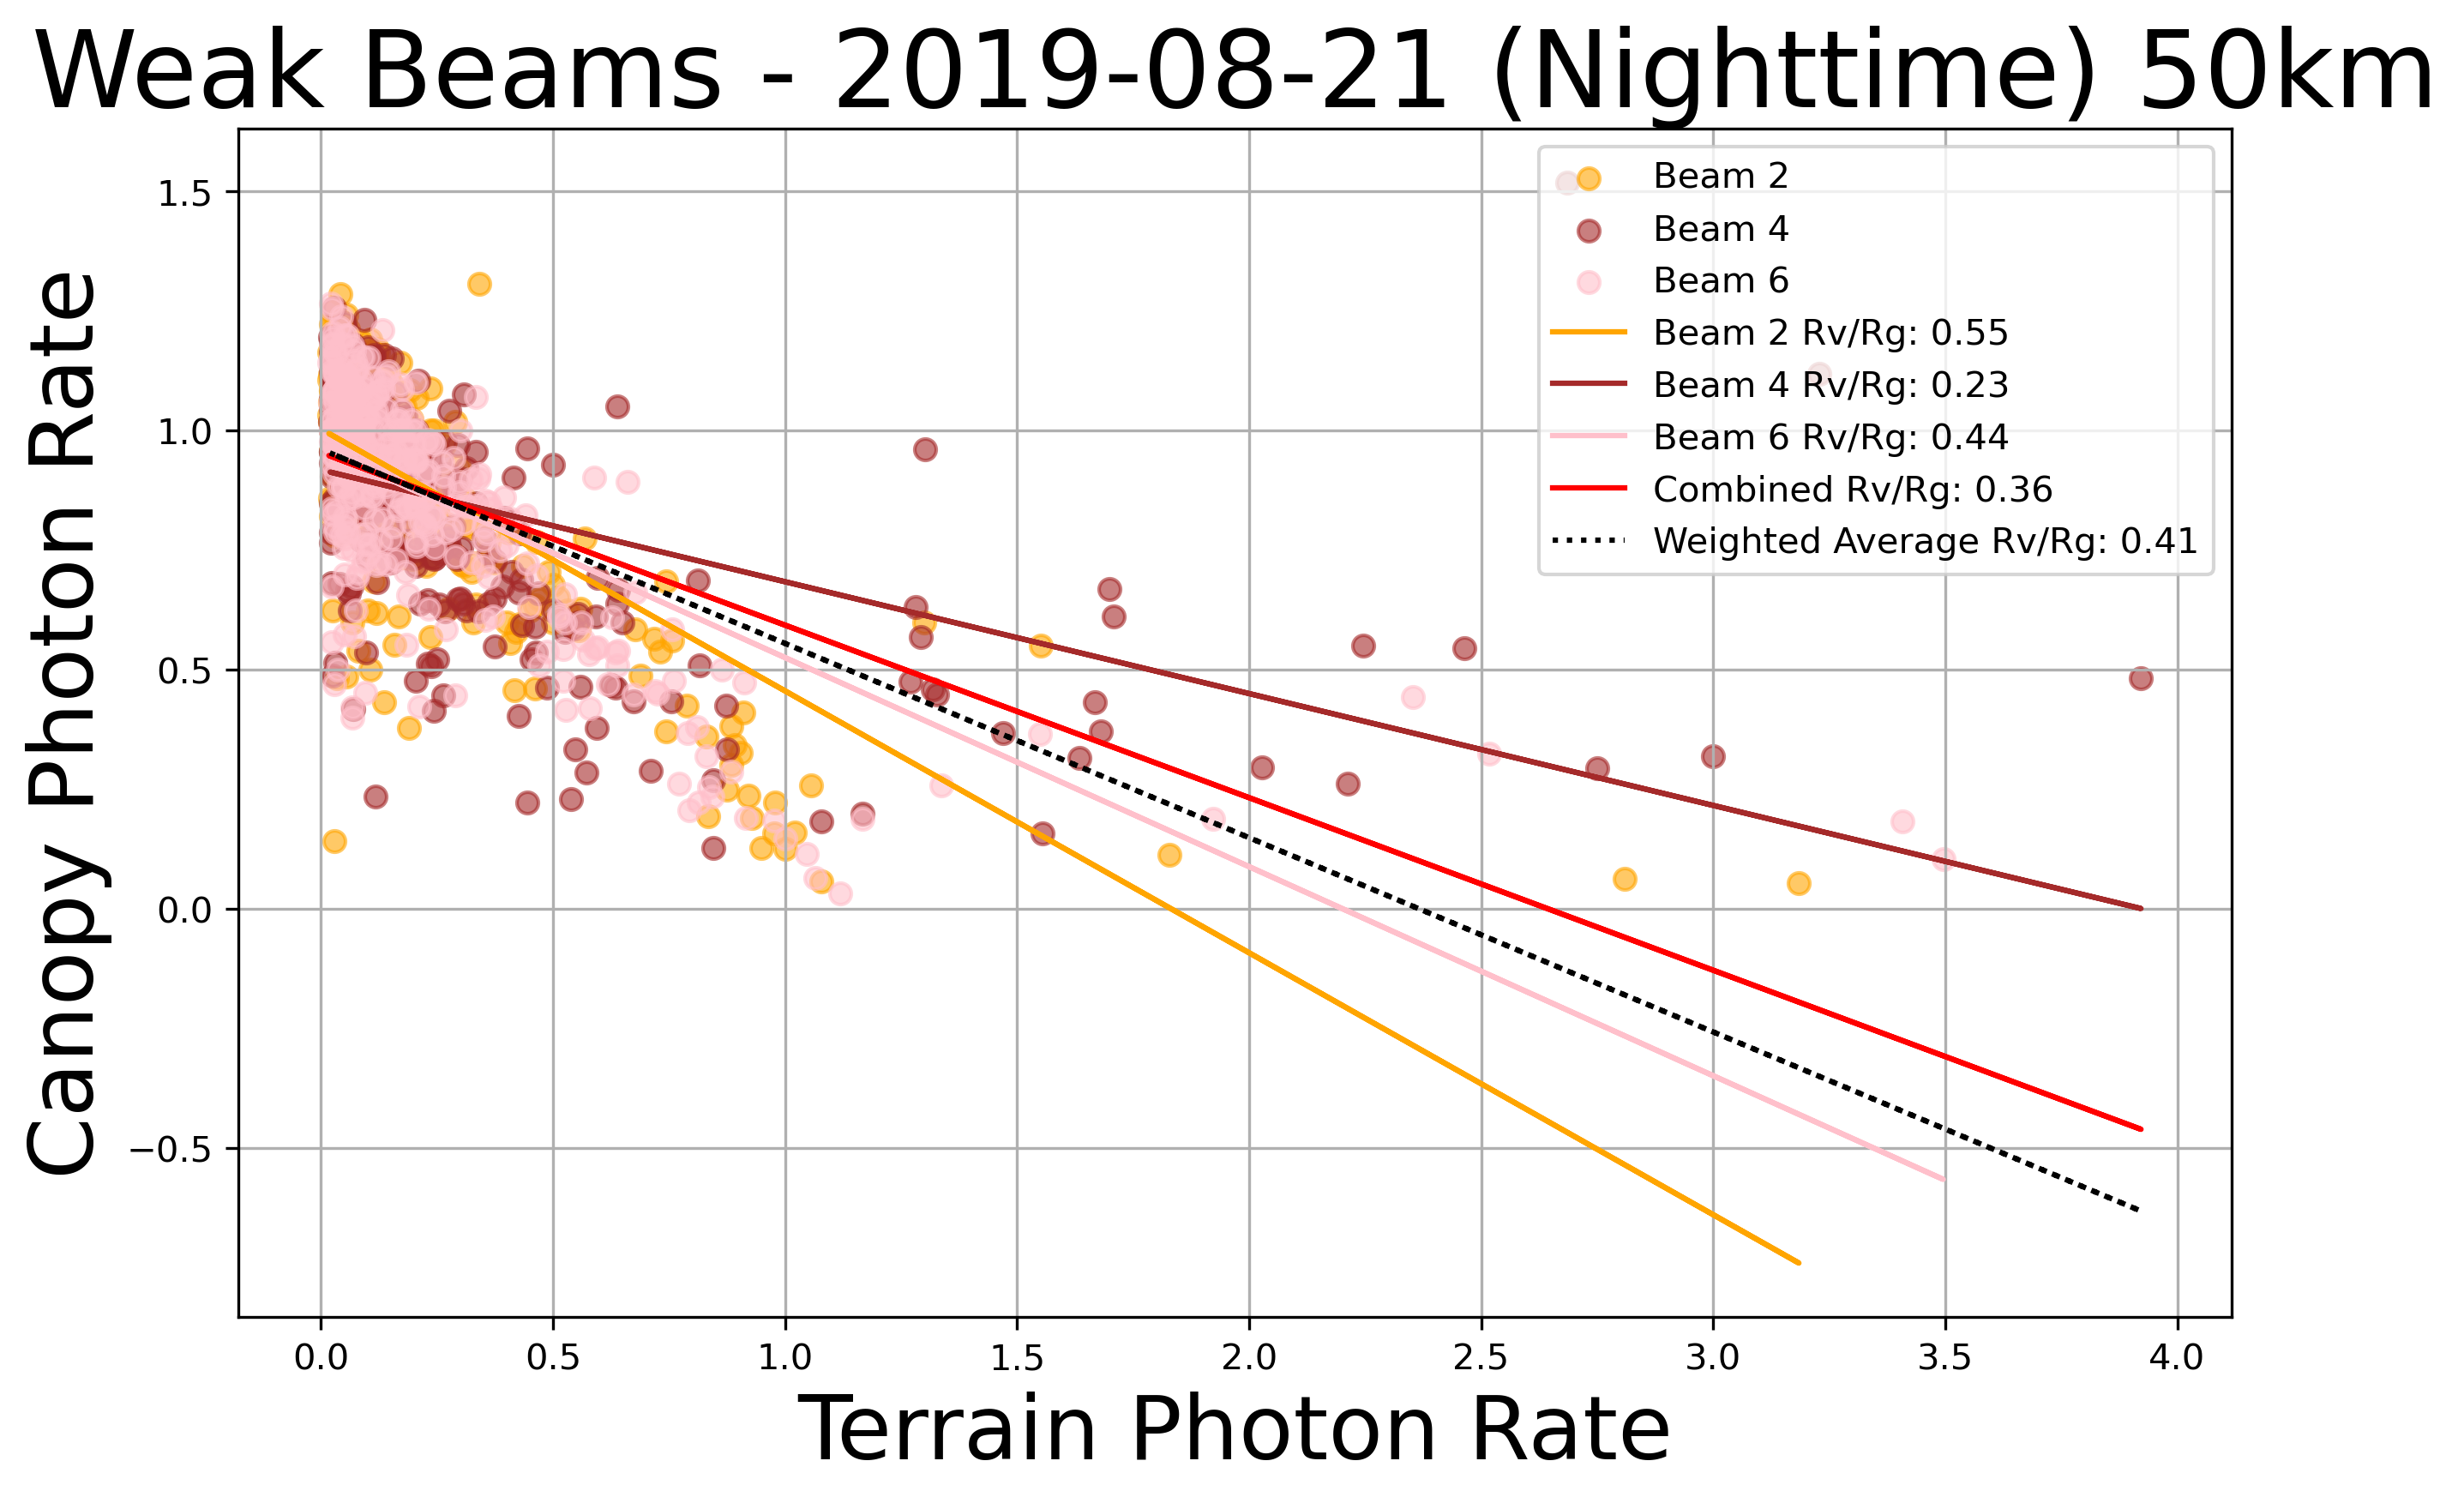 Weak Beams - 2019-08-21 (Nighttime) 50km
Canopy Photon Rate
1.5
1.0
0.5
0.0
−0.5
Beam 2
Beam 4
Beam 6
Beam 2 Rv/Rg: 0.55
Beam 4 Rv/Rg: 0.23
Beam 6 Rv/Rg: 0.44
Combined Rv/Rg: 0.36
Weighted Average Rv/Rg: 0.41
0.0 0.5 1.0 1.5 2.0 2.5 3.0 3.5 4.0
Terrain Photon Rate